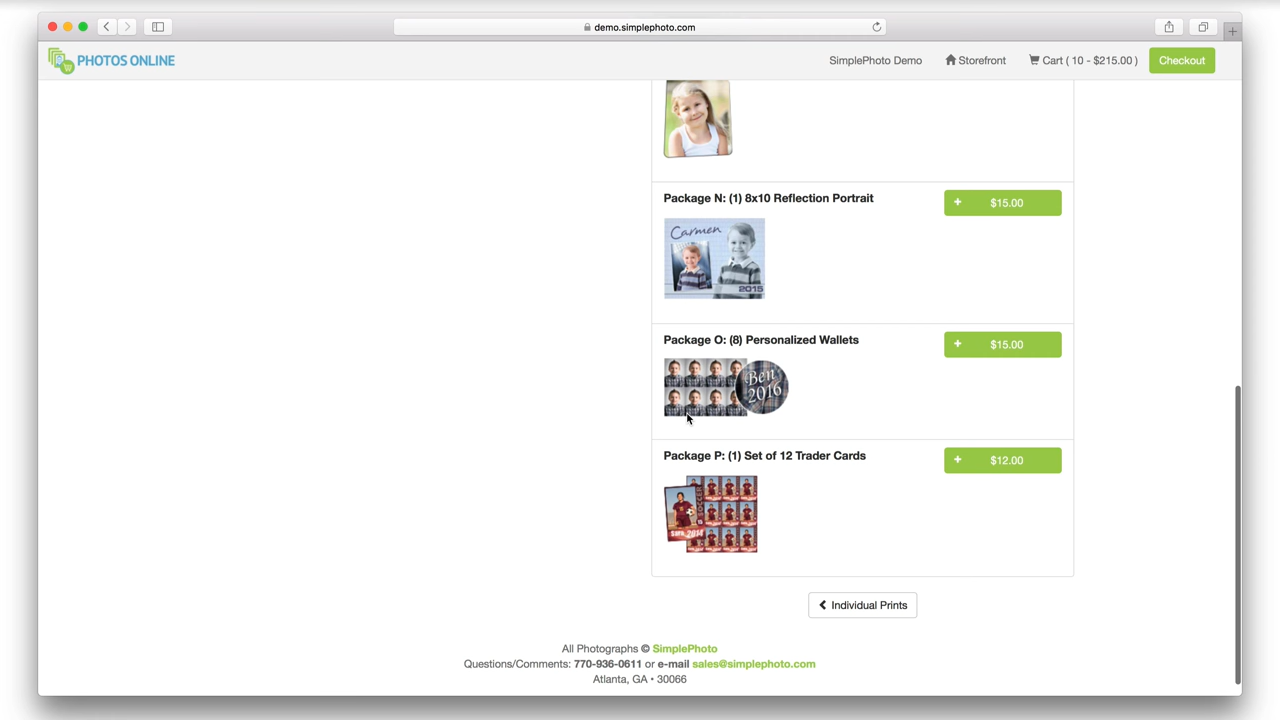 demo.simplephoto.com
PHOTOS ONLINE
SimplePhoto Demo
Storefront
Cart ( 10 - $215.00 )
Checkout
Package N: (1) 8x10 Reflection Portrait
+ $15.00
Carmen
2015
Package O: (8) Personalized Wallets
+ $15.00
Ben
2016
Package P: (1) Set of 12 Trader Cards
+ $12.00
Individual Prints
All Photographs © SimplePhoto
Questions/Comments: 770-936-0611 or e-mail sales@simplephoto.com
Atlanta, GA • 30066